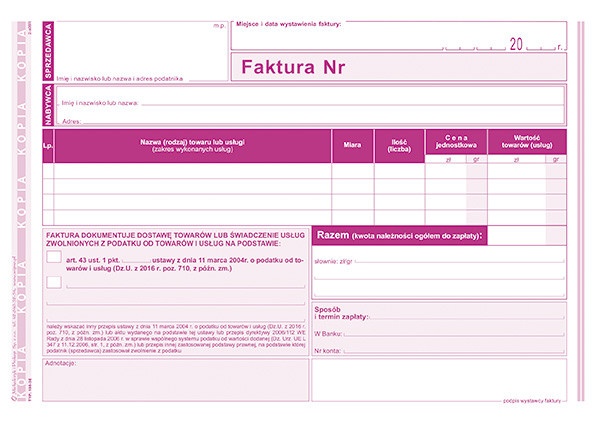 KOPIA KOPIA KOPIA KOPIA KOPIA
SPRZEDAWCA
m.p.
Imię i nazwisko lub nazwa i adres podatnika
Miejsce i data wystawienia faktury:
20 r.
Faktura Nr
NABYWCA
Imię i nazwisko lub nazwa:
Adres:
Lp.
Nazwa (rodzaj) towaru lub usługi
(zakres wykonanych usług)
Miara
Ilość
(liczba)
Cena
jednostkowa
zł gr
Wartość
towarów (usług)
zł gr
FAKTURA DOKUMENTUJE DOSTAWĘ TOWARÓW LUB ŚWIADCZENIE USŁUG
ZWOLNIONYCH Z PODATKU OD TOWARÓW I USŁUG NA PODSTAWIE:
art. 43 ust. 1 pkt. ustawy z dnia 11 marca 2004r. o podatku od to-
warów i usług (Dz.U. z 2016 r. poz. 710, z późn. zm.)
należy wskazać inny przepis ustawy z dnia 11 marca 2004 r. o podatku od towarów i usług (Dz.U. z 2016 r.
poz. 710, z późn. zm.) lub aktu wydanego na podstawie tej ustawy lub przepis dyrektywy 2006/112 WE
Rady z dnia 28 listopada 2006 r. w sprawie wspólnego systemu podatku od wartości dodanej (Dz. Urz. UE L
347 z 11.12.2006, str. 1, z późn. zm.) lub przepis innej zastosowanej podstawy prawnej, na podstawie której
podatnik (sprzedawca) zastosował zwolnienie z podatku.
Razem (kwota należności ogółem do zapłaty):
słownie: zł/gr
Sposób
i termin zapłaty:
W Banku:
Nr konta:
Adnotacje:
podpis wystawcy faktury